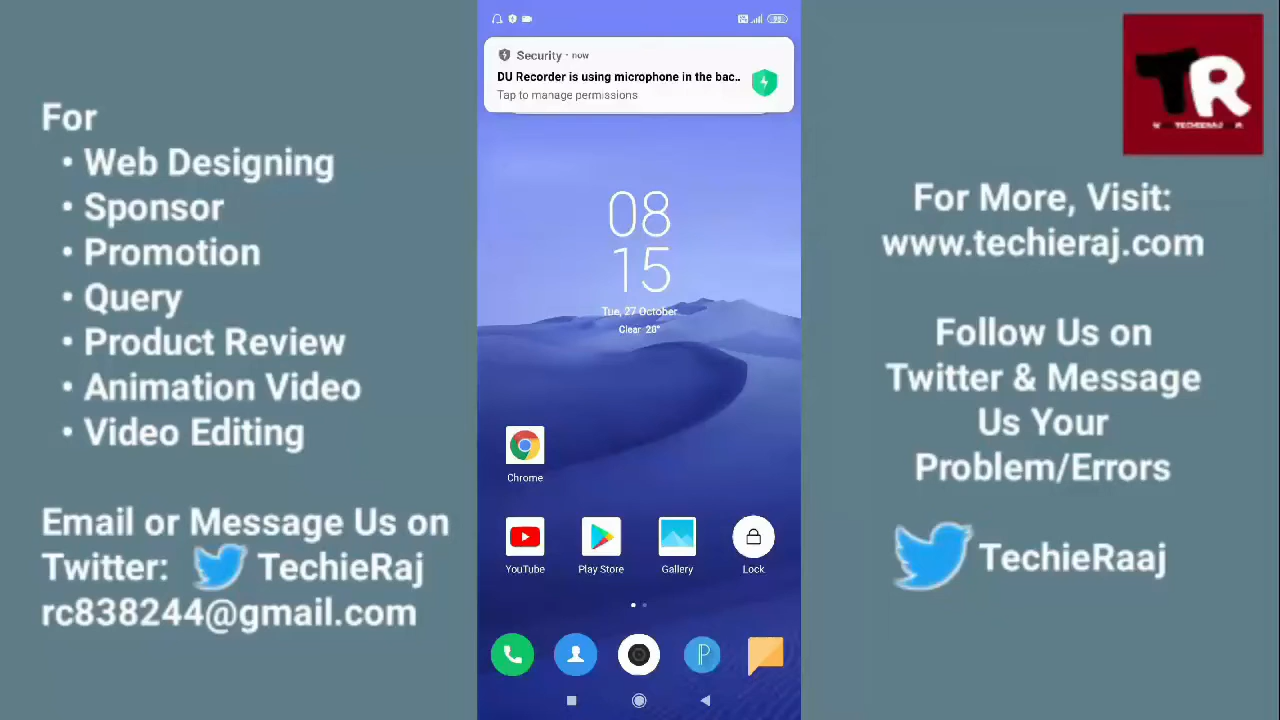 For
• Web Designing
• Sponsor
• Promotion
• Query
• Product Review
• Animation Video
• Video Editing
Email or Message Us on
Twitter: TechieRaj
rc838244@gmail.com
Security • now
DU Recorder is using microphone in the bac..
Tap to manage permissions
08
15
Tue, 27 October
Clear 28°
Chrome
YouTube
Play Store
Gallery
Lock
TR
For More, Visit:
www.techieraj.com
Follow Us on
Twitter & Message
Us Your
Problem/Errors
TechieRaaj